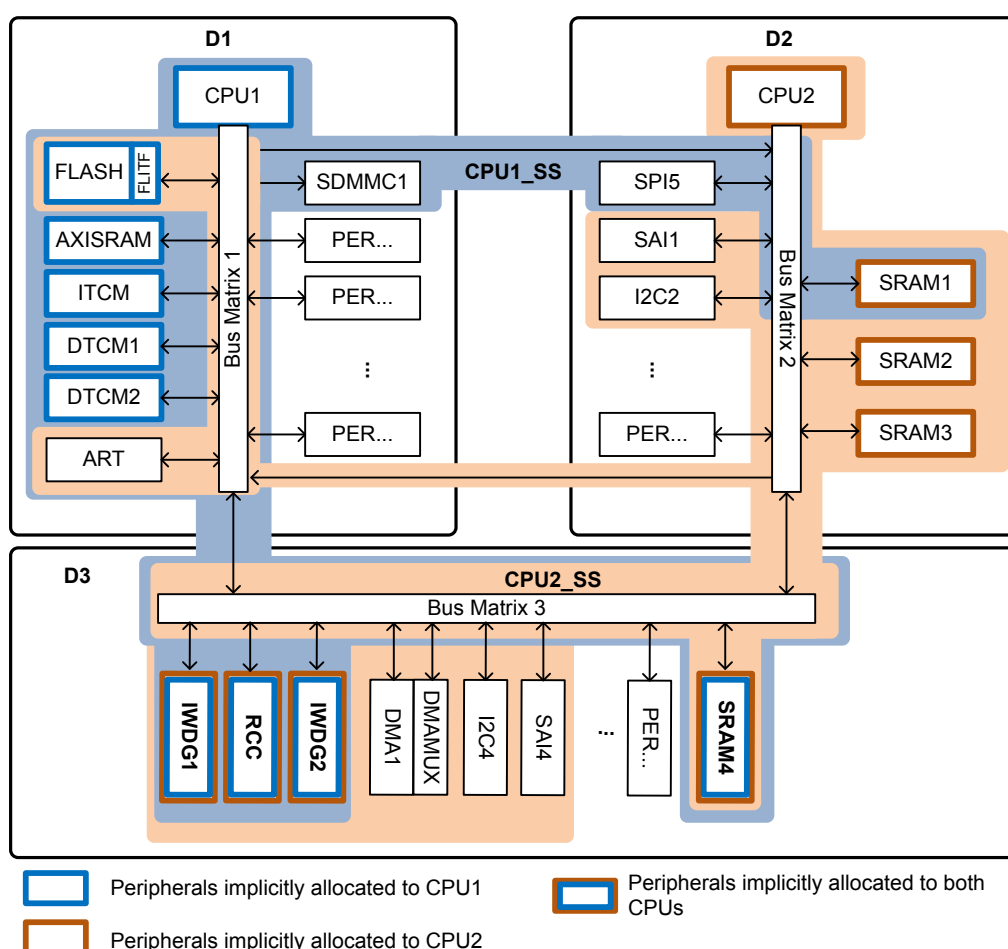 D1
D2
CPU1
CPU2
FLASH
FLITF
CPU1_SS
SDMMC1
SPI5
AXISRAM
PER...
SAI1
ITCM
PER...
I2C2
SRAM1
Bus Matrix 1
Bus Matrix 2
DTCM1
SRAM2
DTCM2
...
...
ART
PER...
PER...
SRAM3
D3
CPU2_SS
Bus Matrix 3
IWDG1
RCC
IWDG2
DMA1
DMAMUX
I2C4
SAI4
...
PER...
SRAM4
Peripherals implicitly allocated to CPU1
Peripherals implicitly allocated to both
CPUs
Peripherals implicitly allocated to CPU2